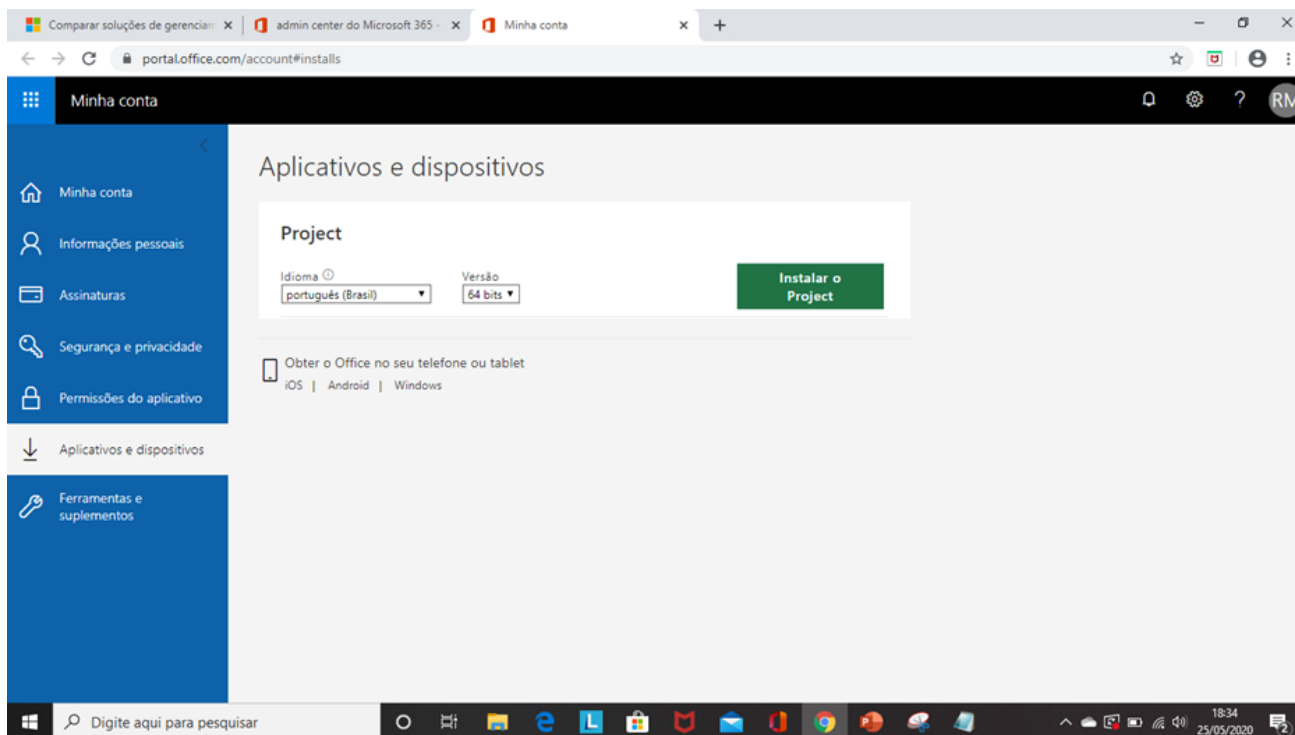 Comparar soluções de gerenciam
admin center do Microsoft 365 -
Minha conta
portal.office.com/account#installs
Minha conta
RM
Minha conta
Informações pessoais
Assinaturas
Segurança e privacidade
Permissões do aplicativo
Aplicativos e dispositivos
Ferramentas e
suplementos
Aplicativos e dispositivos
Project
Idioma
Versão
português (Brasil)
64 bits
Instalar o
Project
Obter o Office no seu telefone ou tablet
iOS | Android | Windows
Digite aqui para pesquisar
L
18:34
25/05/2020
2